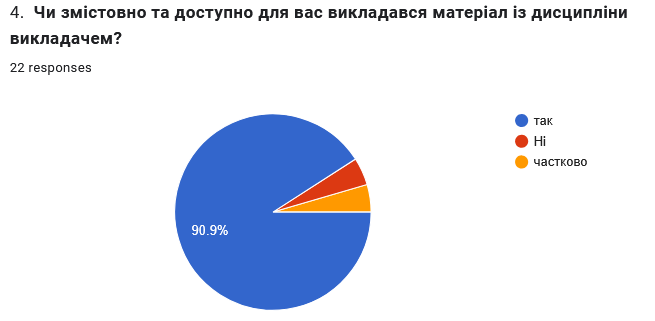 4. Чи змістовно та доступно для вас викладався матеріал із дисципліни
викладачем?
22 responses
так
Ні
частково
90.9%